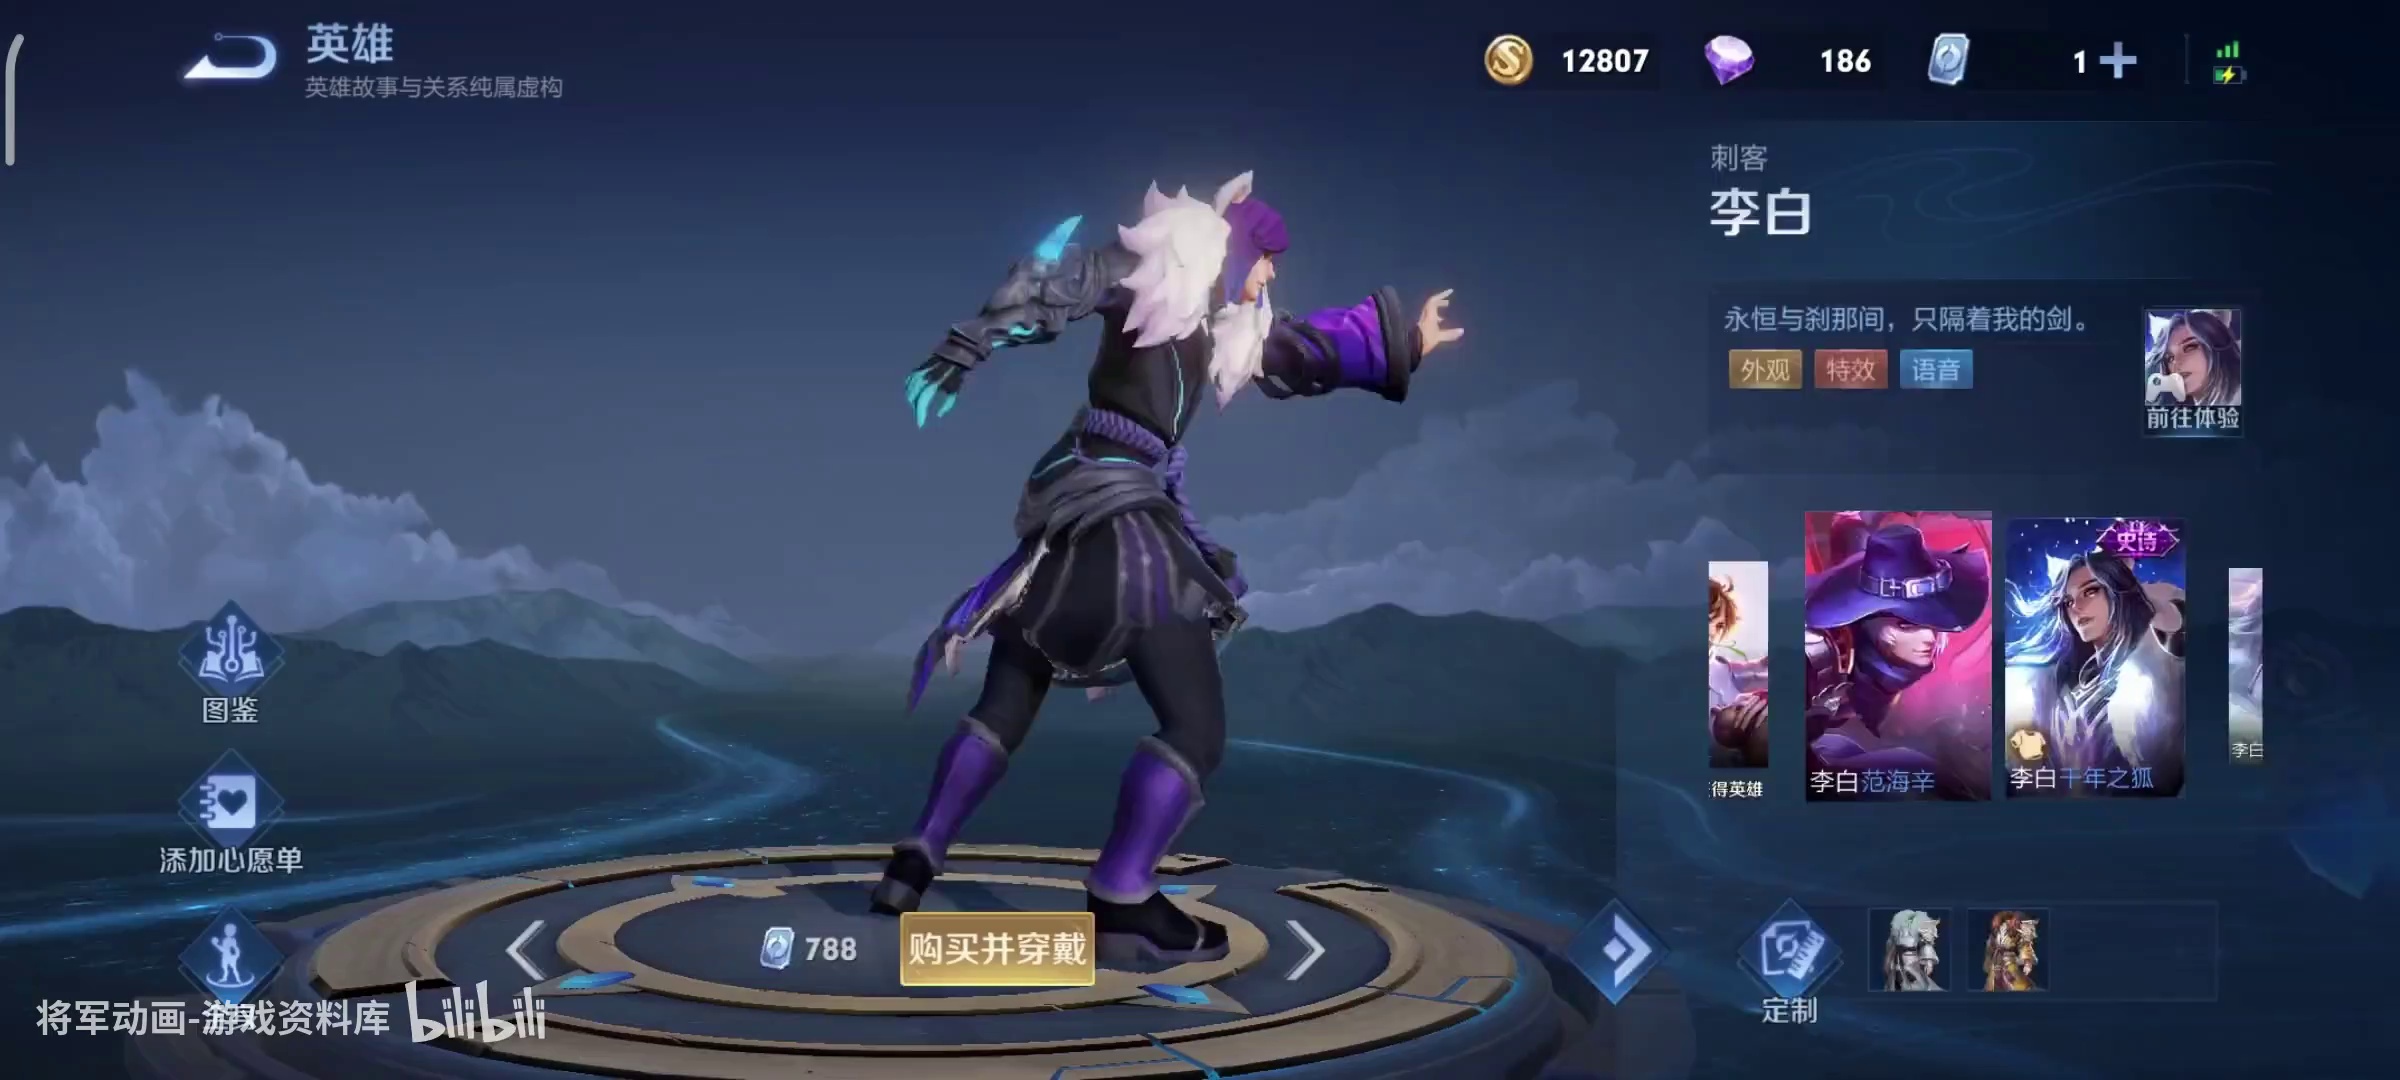 英雄
英雄故事与关系纯属虚构
12807
186
1
刺客
李白
永恒与刹那间，只隔着我的剑。
外观
特效
语音
前往体验
史诗
得英雄
李白范海辛
李白千年之狐
李白
图鉴
添加心愿单
788
购买并穿戴
定制
将军动画-游戏资料库
bilibili